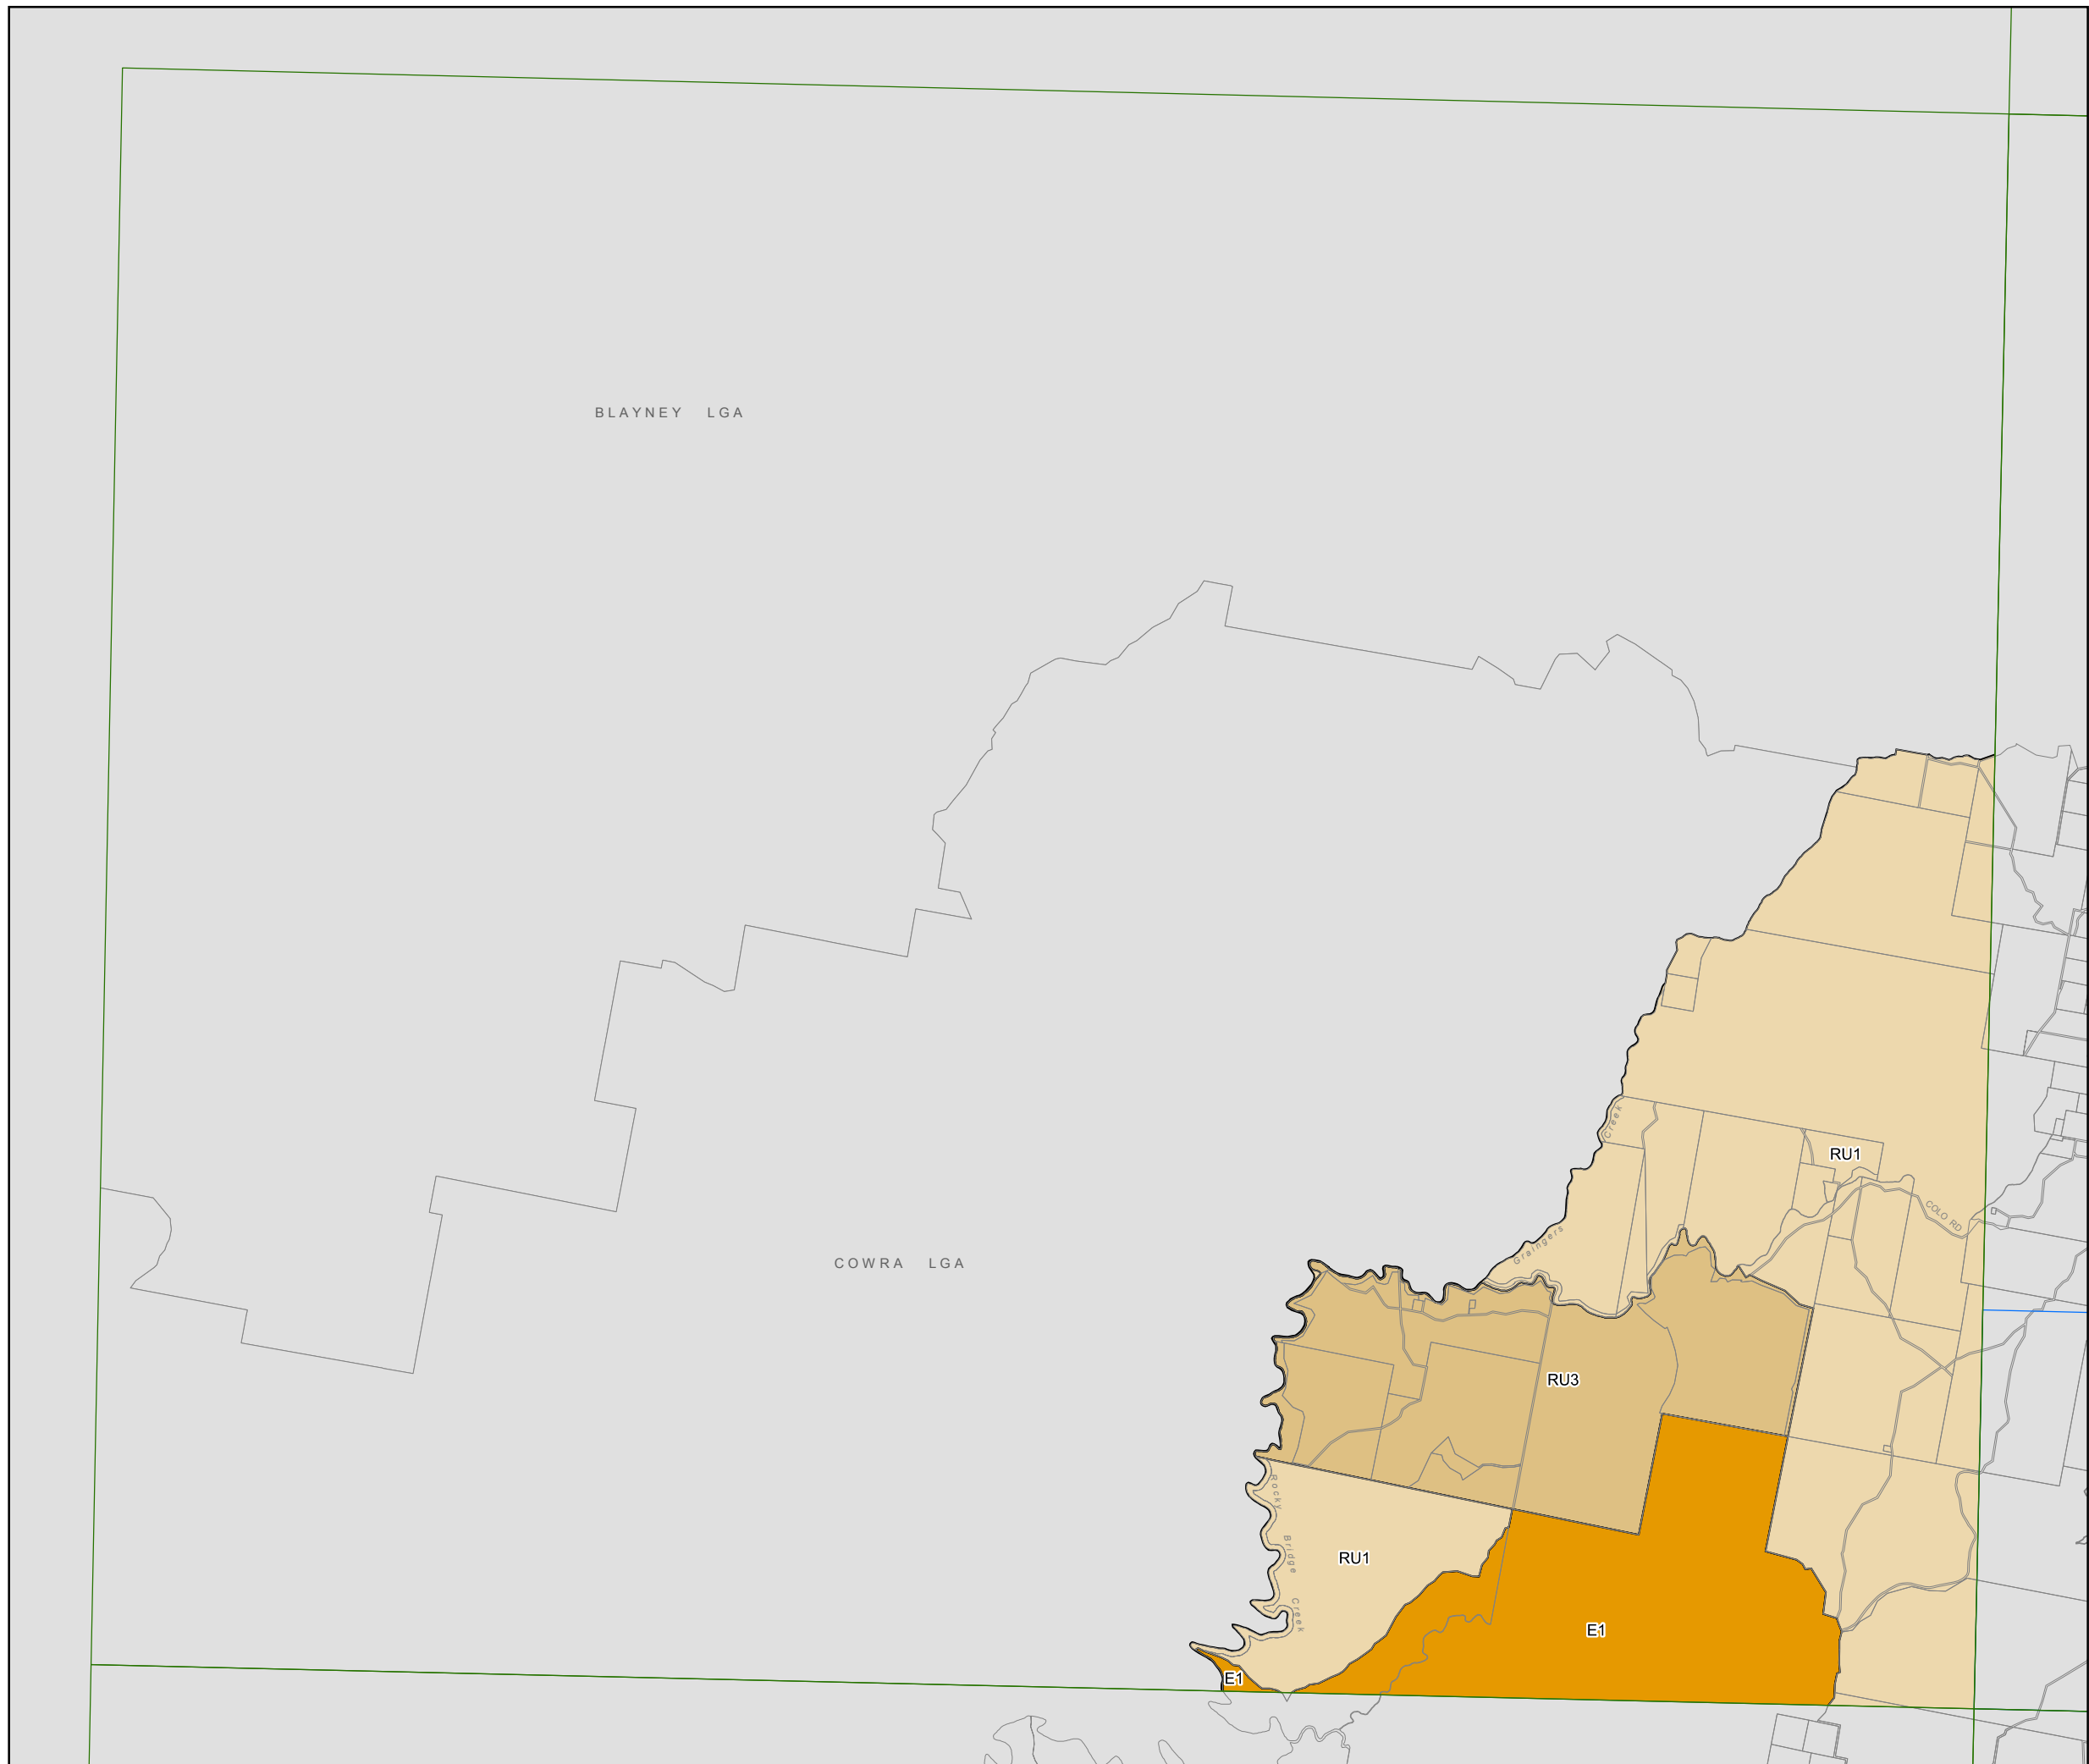 BLAYNEY LGA
Creek
RU1
COLO RD
Graingers
COWRA LGA
RU3
Rocky
Bridge
Creek
RU1
E1
E1